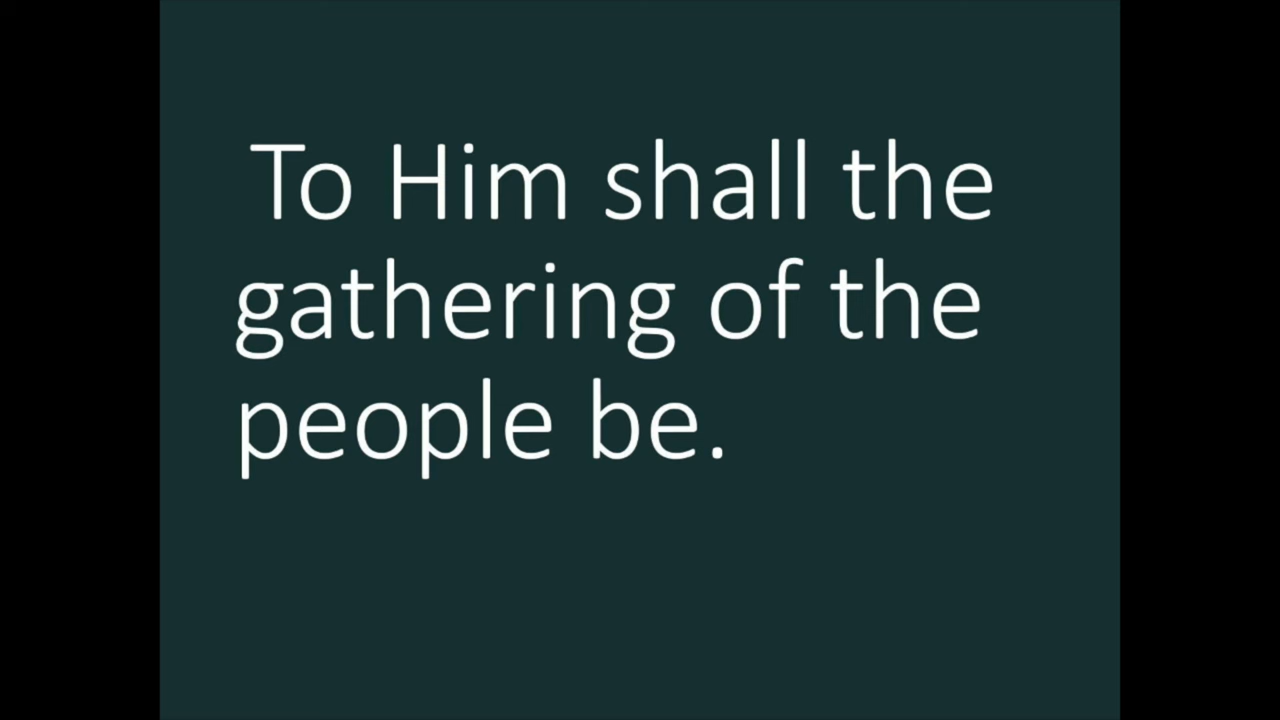 To Him shall the
gathering of the
people be.